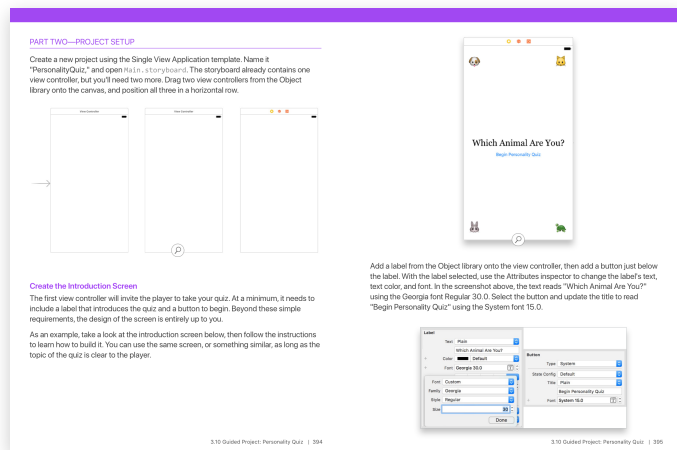 PART TWO—PROJECT SETUP
Create a new project using the Single View Application template. Name it
"PersonalityQuiz," and open Main.storyboard. The storyboard already contains one
view controller, but you'll need two more. Drag two view controllers from the Object
library onto the canvas, and position all three in a horizontal row.
View Controller
View Controller
Create the Introduction Screen
The first view controller will invite the player to take your quiz. At a minimum, it needs to
include a label that introduces the quiz and a button to begin. Beyond these simple
requirements, the design of the screen is entirely up to you.
As an example, take a look at the introduction screen below, then follow the instructions
to learn how to build it. You can use the same screen, or something similar, as long as the
topic of the quiz is clear to the player.
3.10 Guided Project: Personality Quiz | 394
Which Animal Are You?
Begin Personality Quiz
Add a label from the Object library onto the view controller, then add a button just below
the label. With the label selected, use the Attributes inspector to change the label's text,
text color, and font. In the screenshot above, the text reads "Which Animal Are You?"
using the Georgia font Regular 30.0. Select the button and update the title to read
"Begin Personality Quiz" using the System font 15.0.
Label
Text Plain
Which Animal Are You?
+ Color Default
+ Font Georgia 30.0
Font Custom
Family Georgia
Style Regular
Size 30
Done
Button
Type System
State Config Default
Title Plain
Begin Personality Quiz
+ Font System 15.0
3.10 Guided Project: Personality Quiz | 395